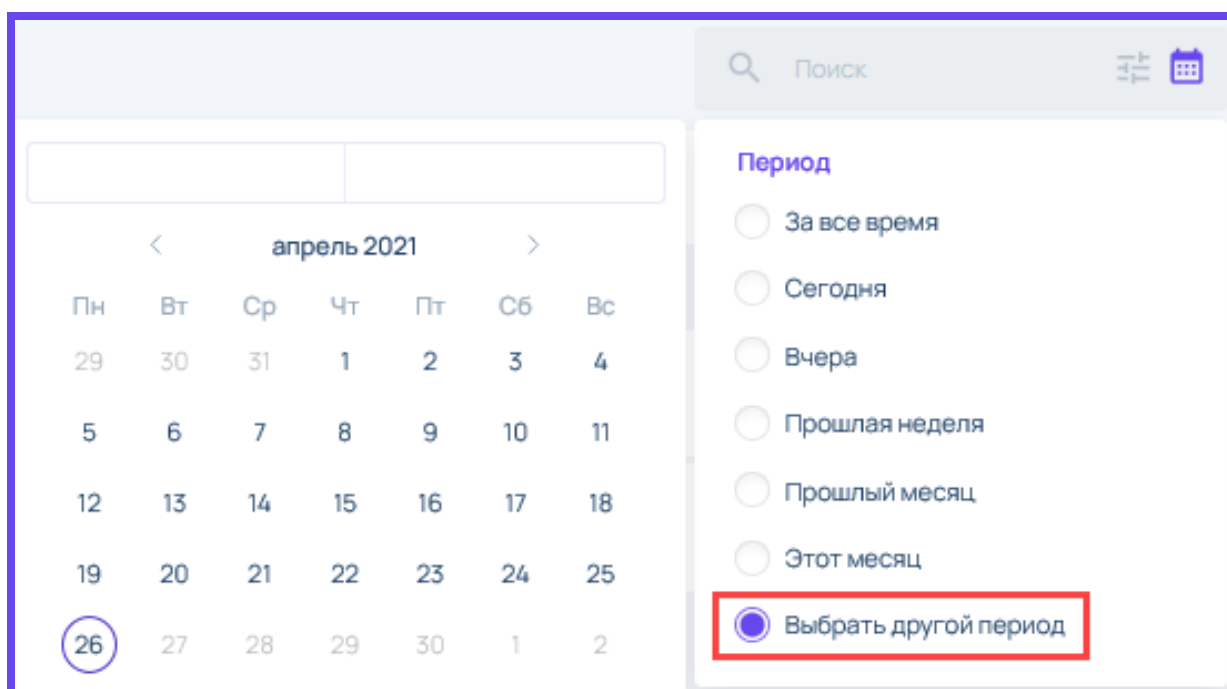 Поиск
апрель 2021
Пн Вт Ср Чт Пт Сб Вс
29 30 31 1 2 3 4
5 6 7 8 9 10 11
12 13 14 15 16 17 18
19 20 21 22 23 24 25
26 27 28 29 30 1 2
Период
За все время
Сегодня
Вчера
Прошлая неделя
Прошлый месяц
Этот месяц
Выбрать другой период